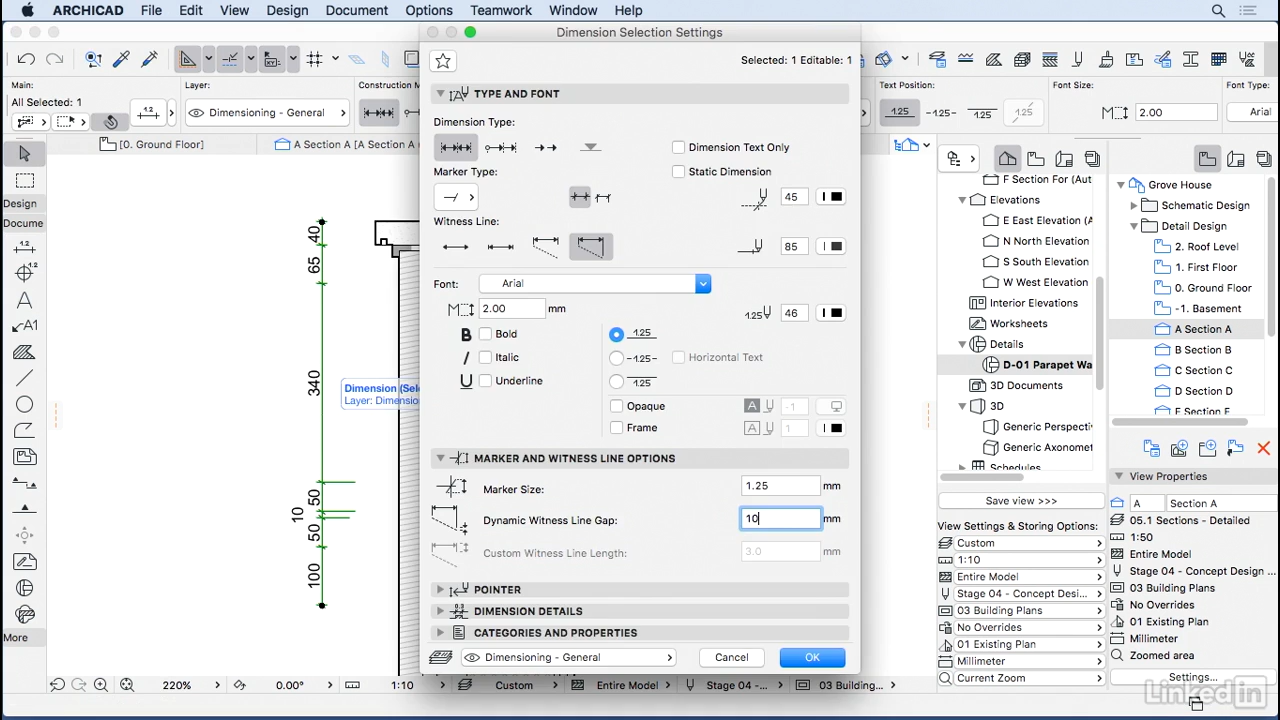 ARCHICAD File Edit View Design Document Options Teamwork Window Help
Dimension Selection Settings
Selected: 1 Editable: 1
Main:
All Selected: 1
Layer:
Dimensioning - General
Construction M
Text Position:
Font Size:
2.00
Font Type:
Arial
[0. Ground Floor]
A Section A [A Section A
Design
Docume
More
TYPE AND FONT
Dimension Type:
Dimension Text Only
Marker Type:
Static Dimension
45
Witness Line:
85
Font:
Arial
2.00 mm
46
B Bold
I Italic
U Underline
1.25
-1.25-
1.25
Horizontal Text
Opaque
-1
Frame
1
MARKER AND WITNESS LINE OPTIONS
Marker Size:
1.25 mm
Dynamic Witness Line Gap:
10 mm
Custom Witness Line Length:
3.0 mm
POINTER
DIMENSION DETAILS
CATEGORIES AND PROPERTIES
Dimensioning - General
Cancel
OK
40
65
340
50
10
50
100
Dimension (Sel
Layer: Dimensio
F Section For (Aut
Elevations
E East Elevation (A
N North Elevation
S South Elevation
W West Elevation
Interior Elevations
Worksheets
Details
D-01 Parapet Wa
3D Documents
3D
Generic Perspecti
Generic Axonomet
Schedules
Save view >>>
View Settings & Storing Options:
Custom
1:10
Entire Model
Stage 04 - Concept Desi...
03 Building Plans
No Overrides
01 Existing Plan
Millimeter
Current Zoom
Grove House
Schematic Design
Detail Design
2. Roof Level
1. First Floor
0. Ground Floor
-1. Basement
A Section A
B Section B
C Section C
D Section D
E Section E
View Properties
A Section A
05.1 Sections - Detailed
1:50
Entire Model
Stage 04 - Concept Design ...
03 Building Plans
No Overrides
01 Existing Plan
Millimeter
Zoomed area
Settings...
220%
0.00°
1:10
Custom
Entire Model
Stage 04 -...
03 Building...
LinkedIn